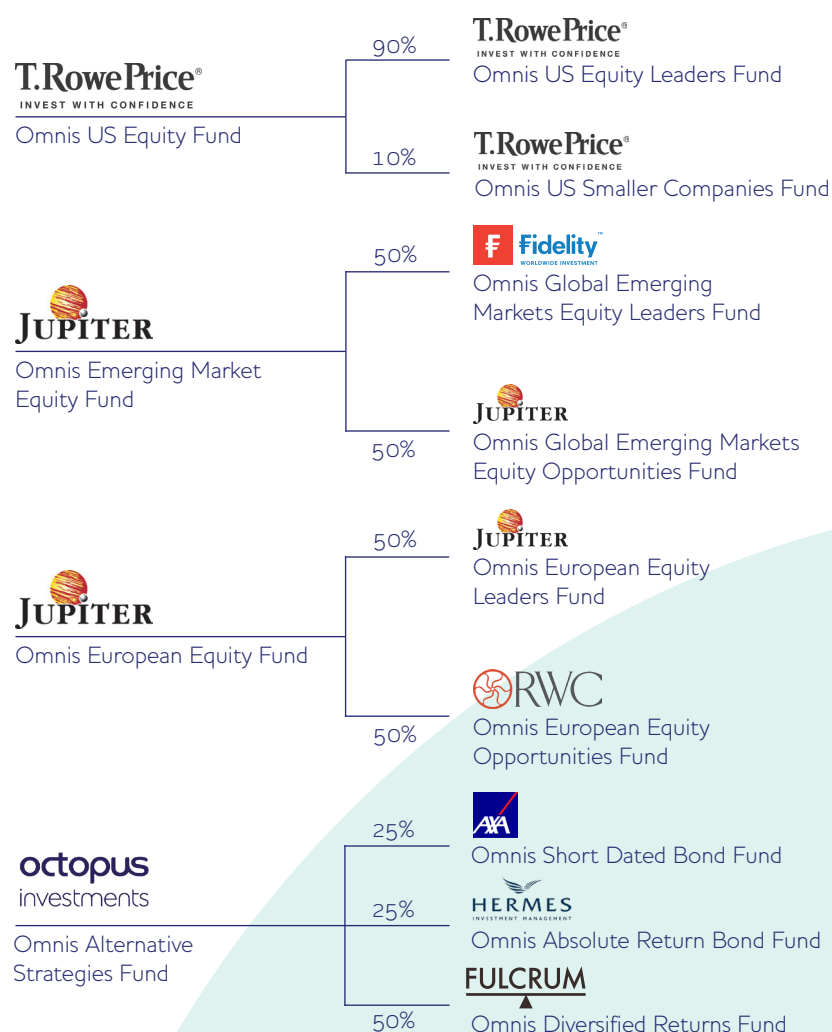 T.RowePrice®
INVEST WITH CONFIDENCE
Omnis US Equity Fund
90%
T.RowePrice®
INVEST WITH CONFIDENCE
Omnis US Equity Leaders Fund
10%
T.RowePrice®
INVEST WITH CONFIDENCE
Omnis US Smaller Companies Fund
JUPITER
Omnis Emerging Market
Equity Fund
50%
Fidelity™
WORLDWIDE INVESTMENT
Omnis Global Emerging
Markets Equity Leaders Fund
50%
JUPITER
Omnis Global Emerging Markets
Equity Opportunities Fund
JUPITER
Omnis European Equity Fund
50%
JUPITER
Omnis European Equity
Leaders Fund
50%
RWC
Omnis European Equity
Opportunities Fund
octopus
investments
Omnis Alternative
Strategies Fund
25%
AXA
Omnis Short Dated Bond Fund
25%
HERMES
INVESTMENT MANAGEMENT
Omnis Absolute Return Bond Fund
50%
FULCRUM
Omnis Diversified Returns Fund